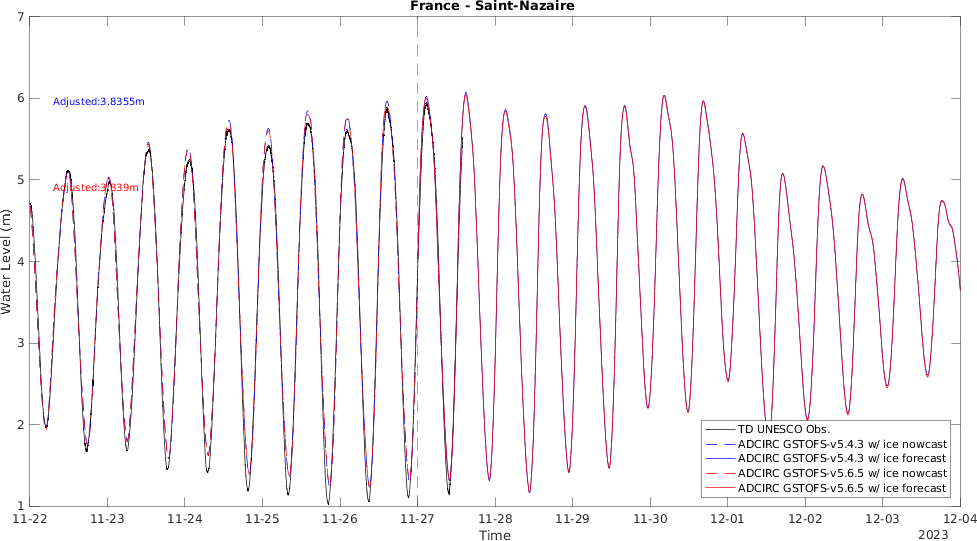 France - Saint-Nazaire
7
6
5
4
3
2
1
Water Level (m)
Adjusted:3.8355m
Adjusted:3.839m
TD UNESCO Obs.
ADCIRC GSTOFS-v5.4.3 w/ ice nowcast
ADCIRC GSTOFS-v5.4.3 w/ ice forecast
ADCIRC GSTOFS-v5.6.5 w/ ice nowcast
ADCIRC GSTOFS-v5.6.5 w/ ice forecast
11-22 11-23 11-24 11-25 11-26 11-27 11-28 11-29 11-30 12-01 12-02 12-03 12-04
Time
2023